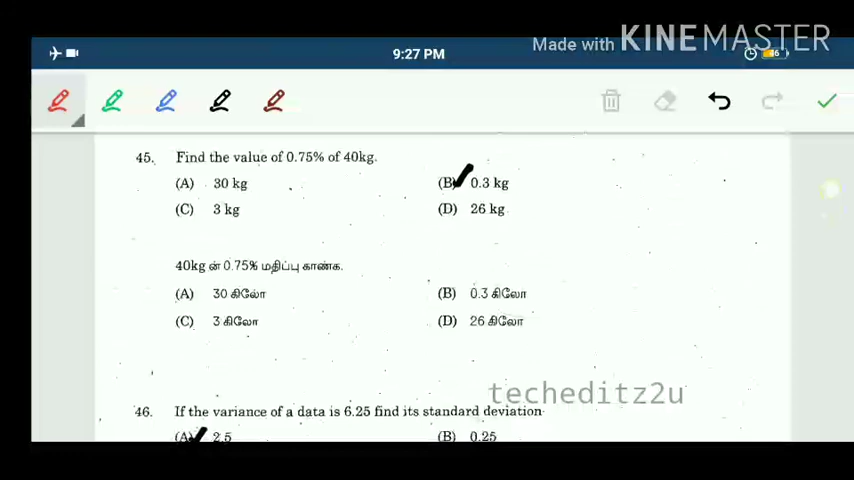 Made with KINEMASTER
9:27 PM
46
45. Find the value of 0.75% of 40kg.
(A) 30 kg (B) 0.3 kg
(C) 3 kg (D) 26 kg
40kg ன் 0.75% மதிப்பு காண்க.
(A) 30 கிலோ (B) 0.3 கிலோ
(C) 3 கிலோ (D) 26 கிலோ
techeditz2u
46. If the variance of a data is 6.25 find its standard deviation
(A) 2.5 (B) 0.25